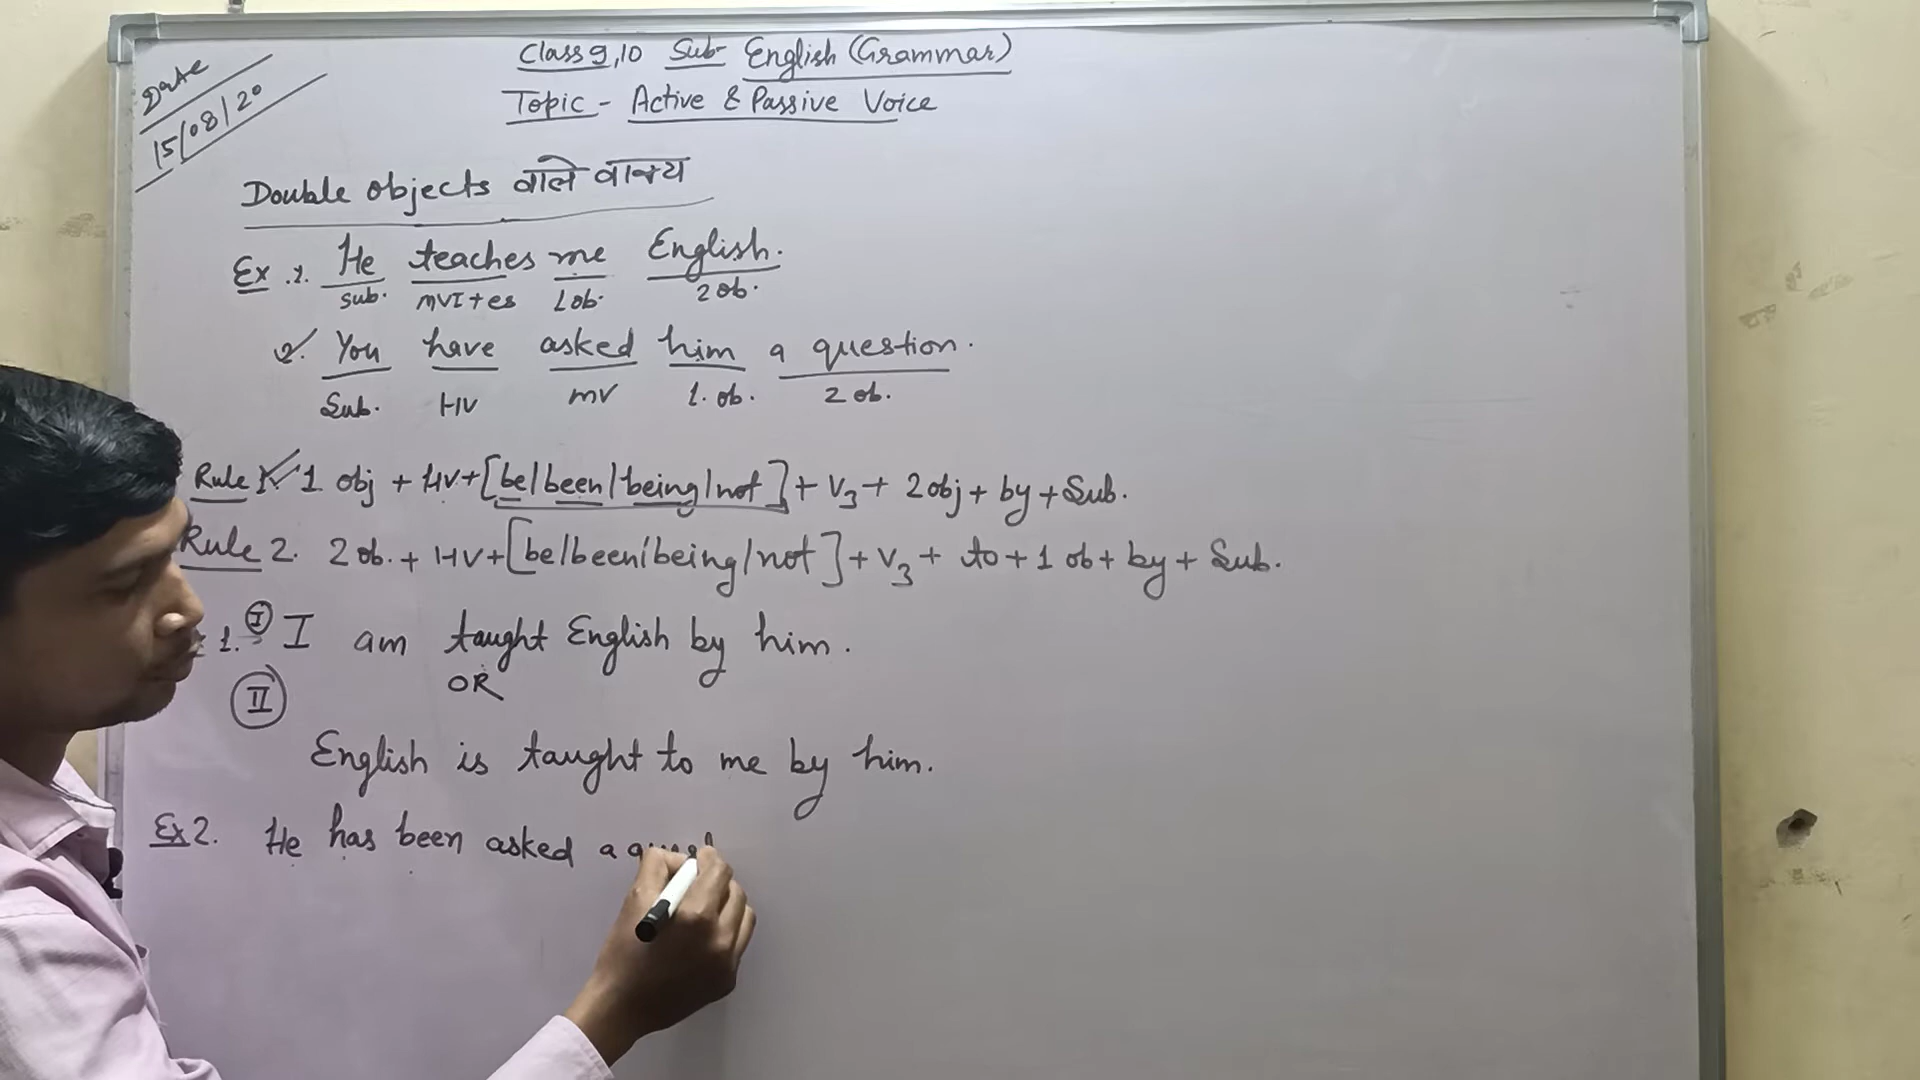 Date
15/08/20
Class 9,10 Sub- English (Grammar)
Topic - Active & Passive Voice
Double objects वाले वाक्य
Ex .1. He teaches me English.
sub. MVI+es 1ob. 2ob.
2. You have asked him a question.
Sub. HV MV 1. ob. 2 ob.
Rule 1. 1 obj + HV+[be/been/being/not]+ V3+ 2obj+ by+Sub.
Rule 2. 2 ob. + HV+[be/been/being/not]+ V3 + to+1 ob+ by+ Sub.
1. I I am taught English by him.
OR
II
English is taught to me by him.
Ex2. He has been asked a